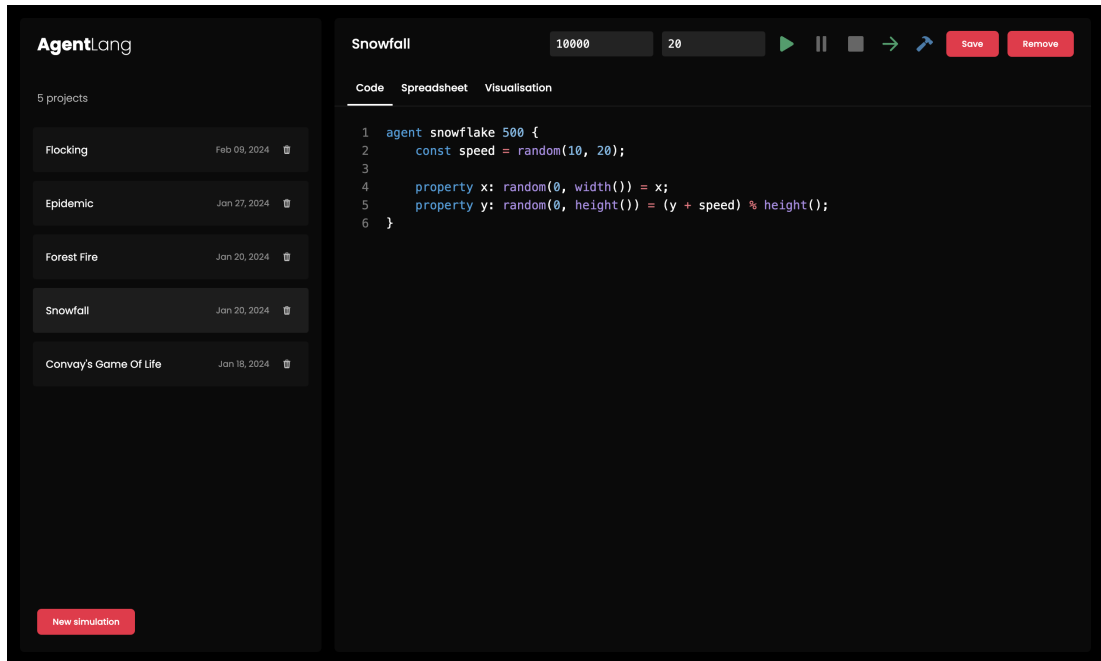 AgentLang
5 projects
Flocking Feb 09, 2024
Epidemic Jan 27, 2024
Forest Fire Jan 20, 2024
Snowfall Jan 20, 2024
Convay's Game Of Life Jan 18, 2024
New simulation
Snowfall 10000 20 Save Remove
Code Spreadsheet Visualisation
1 agent snowflake 500 {
2     const speed = random(10, 20);
3
4     property x: random(0, width()) = x;
5     property y: random(0, height()) = (y + speed) % height();
6 }